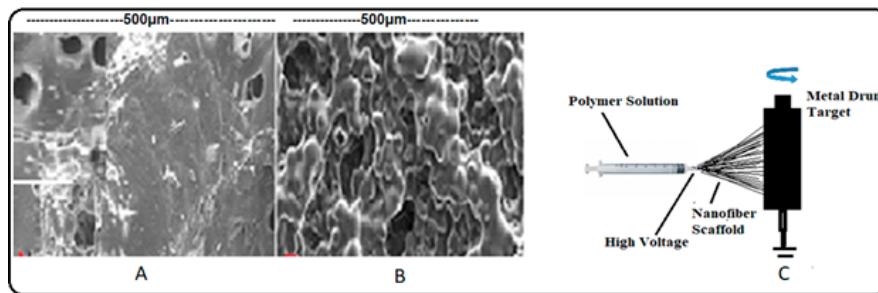 --------------------500μm----------------------
---------------500μm----------------
Polymer Solution
Metal Drum
Target
Nanofiber
Scaffold
High Voltage
A
B
C